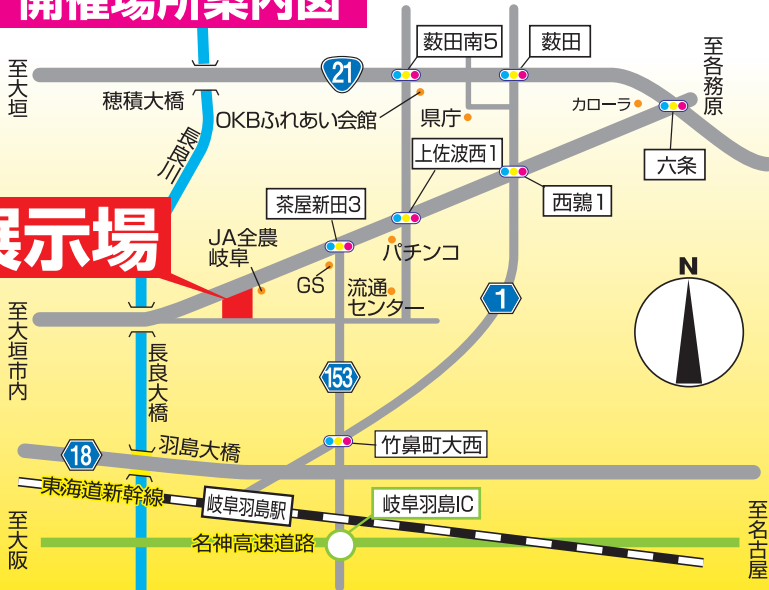 開催場所案内図
薮田南5
薮田
至大垣
21
至各務原
穂積大橋
OKBふれあい会館
県庁
カローラ
長良川
上佐波西1
六条
西鶉1
茶屋新田3
展示場
JA全農
岐阜
パチンコ
GS
流通
センター
N
1
至大垣市内
長良大橋
153
竹鼻町大西
18
羽島大橋
東海道新幹線
岐阜羽島駅
岐阜羽島IC
至大阪
名神高速道路
至名古屋